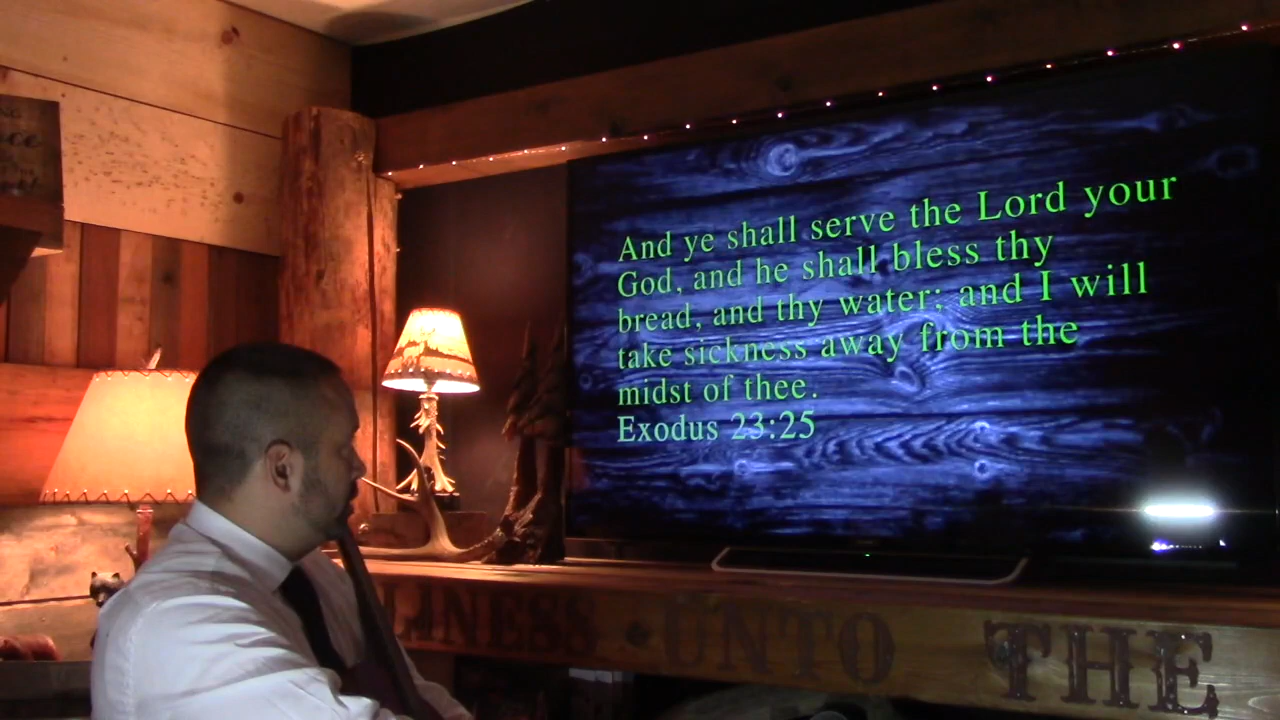 And ye shall serve the Lord your
God, and he shall bless thy
bread, and thy water; and I will
take sickness away from the
midst of thee.
Exodus 23:25
LINESS UNTO THE